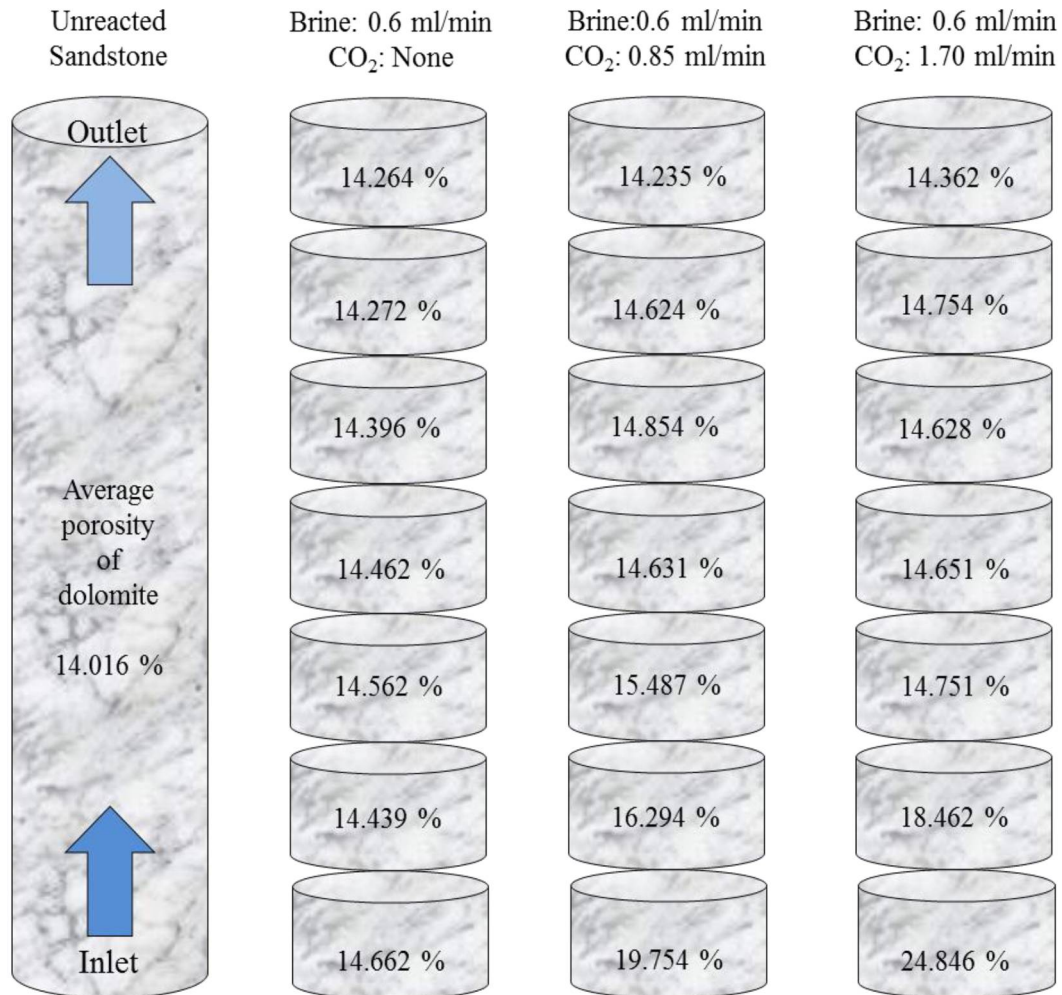 Unreacted
Sandstone
Outlet
Average
porosity
of
dolomite
14.016 %
Inlet
Brine: 0.6 ml/min
CO₂: None
14.264 %
14.272 %
14.396 %
14.462 %
14.562 %
14.439 %
14.662 %
Brine:0.6 ml/min
CO₂: 0.85 ml/min
14.235 %
14.624 %
14.854 %
14.631 %
15.487 %
16.294 %
19.754 %
Brine: 0.6 ml/min
CO₂: 1.70 ml/min
14.362 %
14.754 %
14.628 %
14.651 %
14.751 %
18.462 %
24.846 %